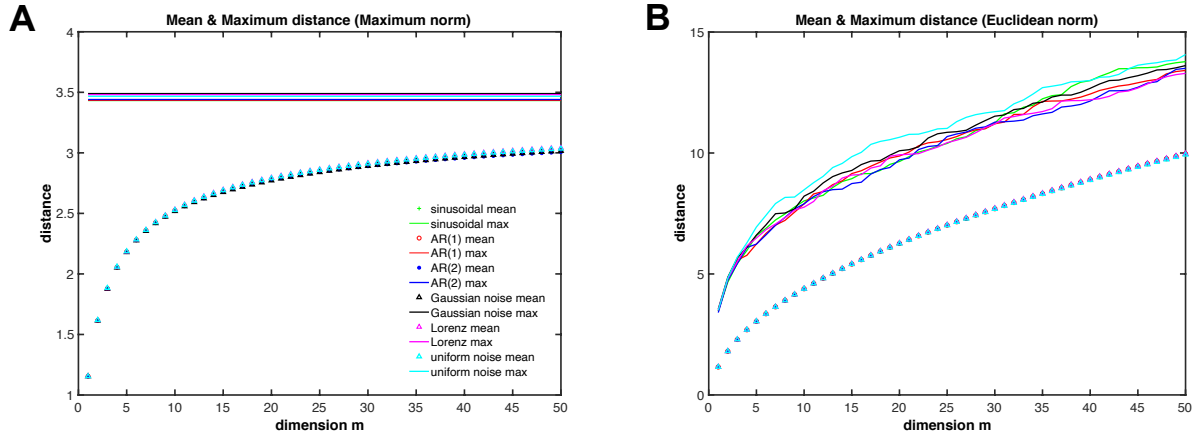 A
Mean & Maximum distance (Maximum norm)
4
3.5
3
2.5
2
1.5
1
distance
0 5 10 15 20 25 30 35 40 45 50
dimension m
sinusoidal mean
sinusoidal max
AR(1) mean
AR(1) max
AR(2) mean
AR(2) max
Gaussian noise mean
Gaussian noise max
Lorenz mean
Lorenz max
uniform noise mean
uniform noise max
B
Mean & Maximum distance (Euclidean norm)
15
10
5
0
distance
0 5 10 15 20 25 30 35 40 45 50
dimension m